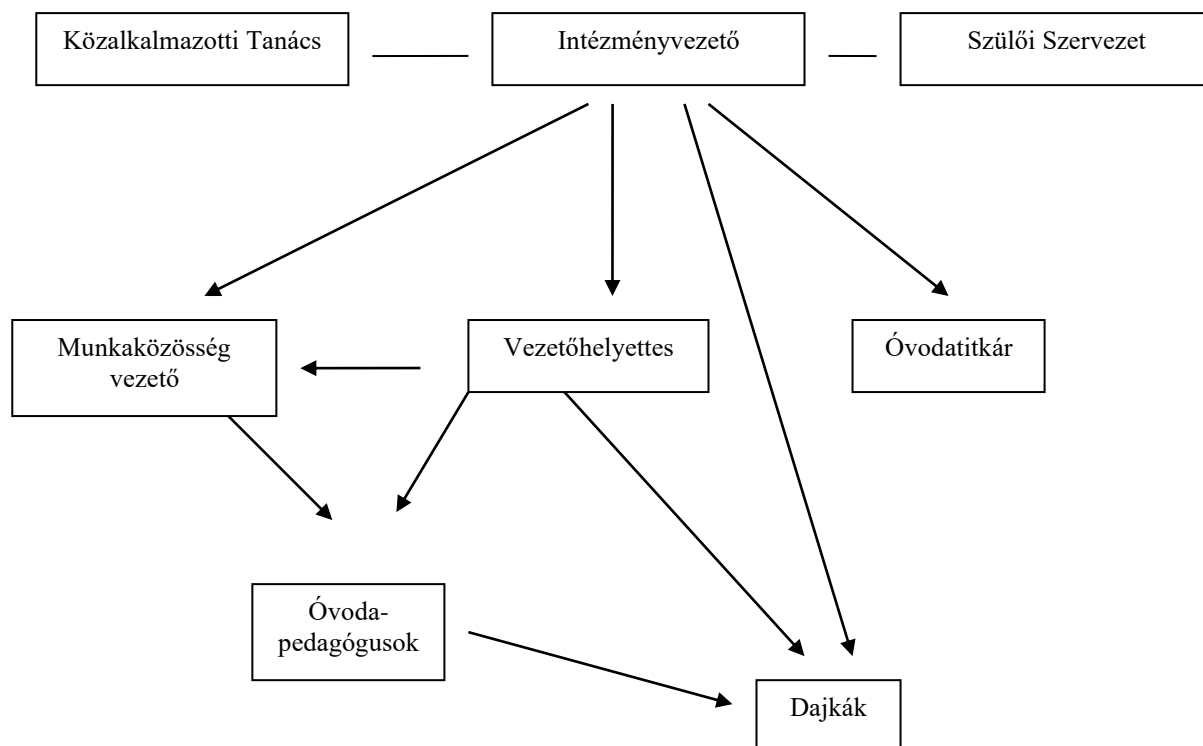 Közalkalmazotti Tanács
Intézményvezető
Szülői Szervezet
Munkaközösség
vezető
Vezetőhelyettes
Óvodatitkár
Óvoda-
pedagógusok
Dajkák